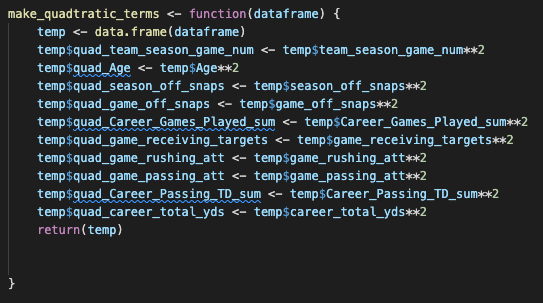 make_quadtratic_terms <- function(dataframe) {
temp <- data.frame(dataframe)
temp$quad_team_season_game_num <- temp$team_season_game_num**2
temp$quad_Age <- temp$Age**2
temp$quad_season_off_snaps <- temp$season_off_snaps**2
temp$quad_game_off_snaps <- temp$game_off_snaps**2
temp$quad_Career_Games_Played_sum <- temp$Career_Games_Played_sum**2
temp$quad_game_receiving_targets <- temp$game_receiving_targets**2
temp$quad_game_rushing_att <- temp$game_rushing_att**2
temp$quad_game_passing_att <- temp$game_passing_att**2
temp$quad_Career_Passing_TD_sum <- temp$Career_Passing_TD_sum**2
temp$quad_career_total_yds <- temp$career_total_yds**2
return(temp)
}